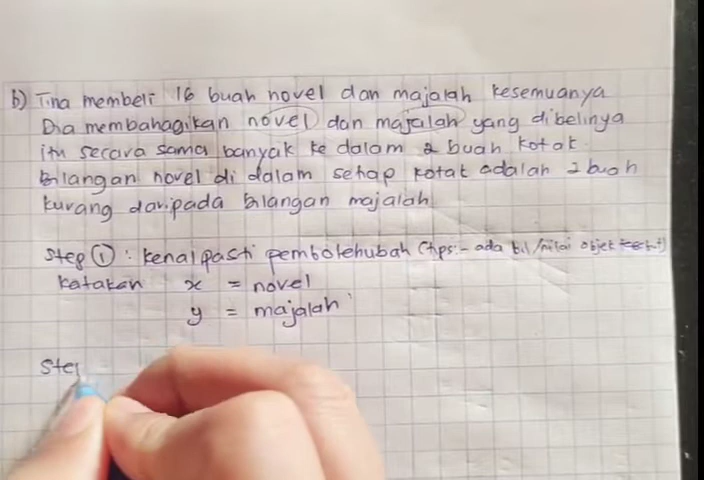 b) Tina membeli 16 buah novel dan majalah kesemuanya
Dia membahagikan novel dan majalah yang dibelinya
itu secara sama banyak ke dalam 2 buah kotak.
Bilangan novel di dalam setiap kotak adalah 2 buah
kurang daripada bilangan majalah
Step ① : kenalpasti pembolehubah (tips:- ada bil/nilai objek
katakan x = novel
y = majalah
Step